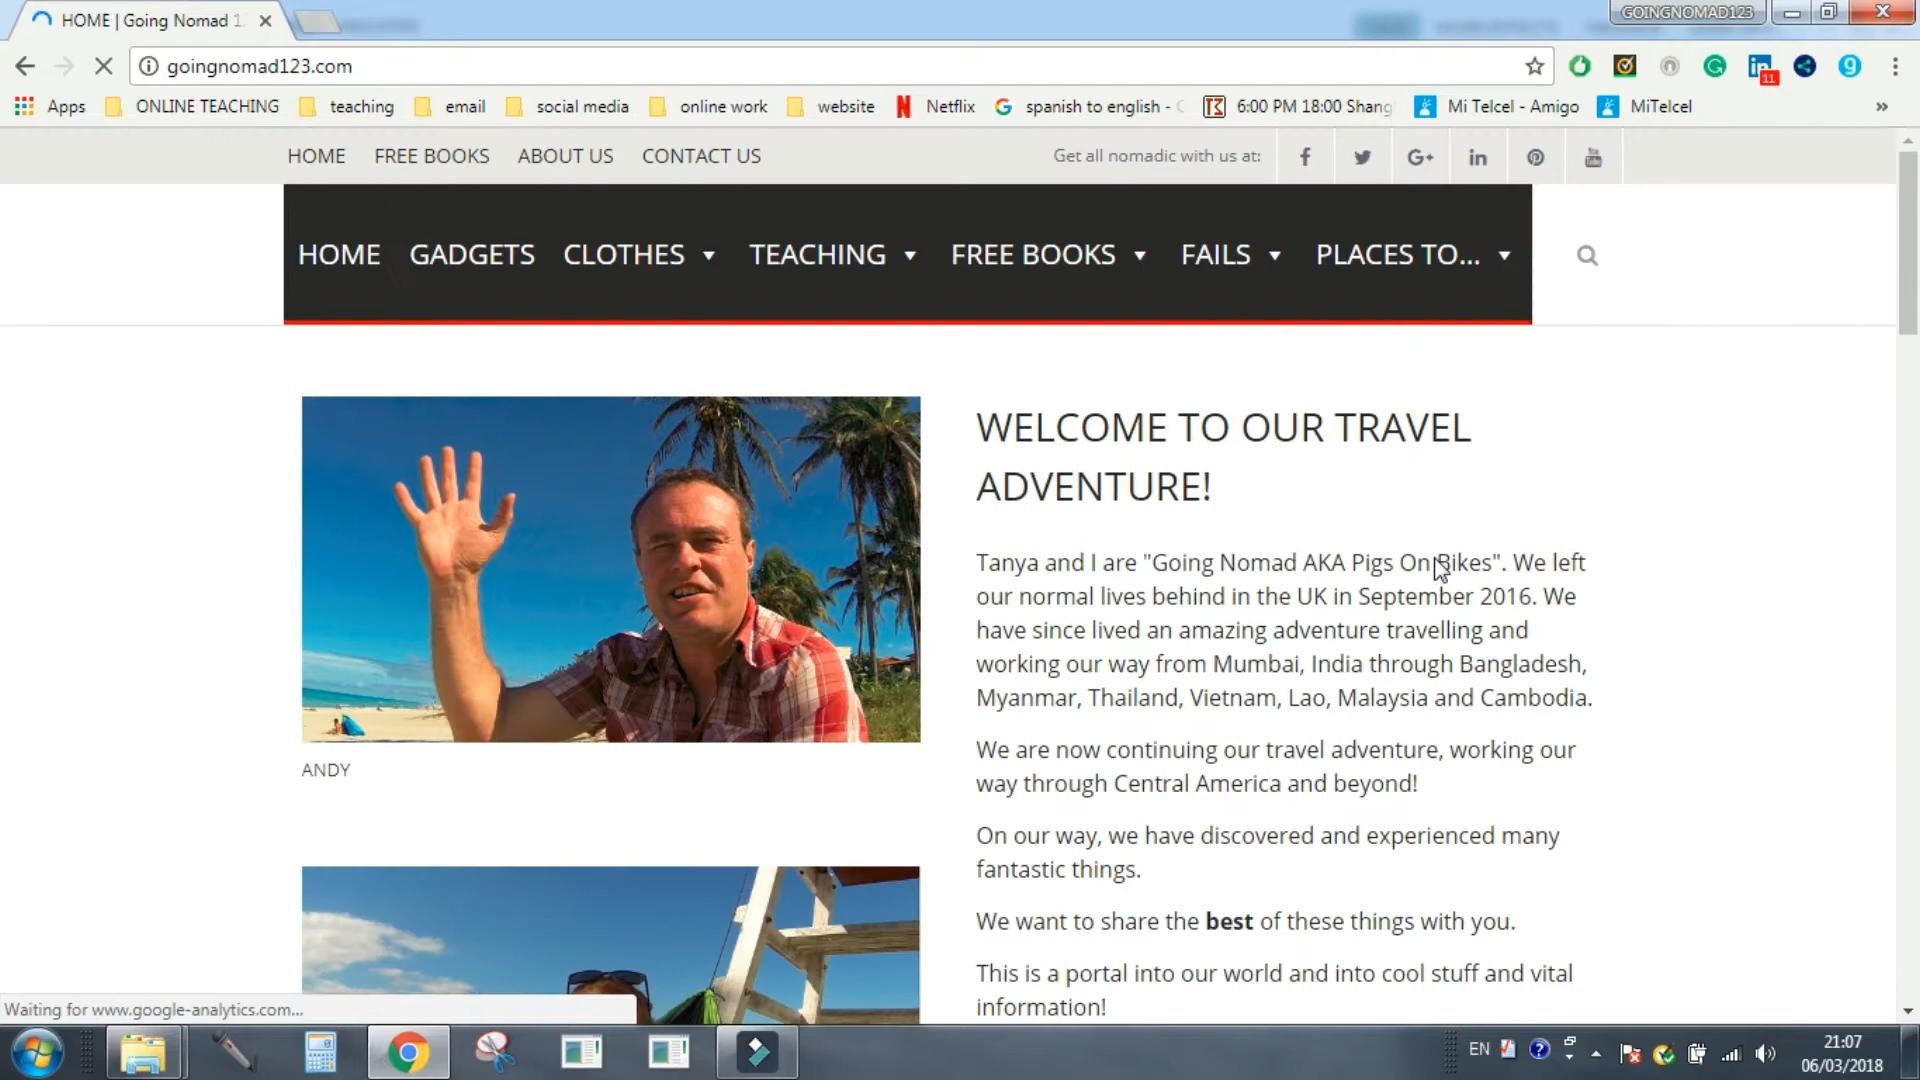 HOME | Going Nomad 1
GOINGNOMAD123
goingnomad123.com
11
Apps ONLINE TEACHING teaching email social media online work website Netflix spanish to english - 6:00 PM 18:00 Shang Mi Telcel - Amigo MiTelcel »
HOME FREE BOOKS ABOUT US CONTACT US Get all nomadic with us at:
HOME GADGETS CLOTHES TEACHING FREE BOOKS FAILS PLACES TO...
WELCOME TO OUR TRAVEL
ADVENTURE!
Tanya and I are "Going Nomad AKA Pigs On Bikes". We left
our normal lives behind in the UK in September 2016. We
have since lived an amazing adventure travelling and
working our way from Mumbai, India through Bangladesh,
Myanmar, Thailand, Vietnam, Lao, Malaysia and Cambodia.
ANDY
We are now continuing our travel adventure, working our
way through Central America and beyond!
On our way, we have discovered and experienced many
fantastic things.
We want to share the best of these things with you.
This is a portal into our world and into cool stuff and vital
information!
Waiting for www.google-analytics.com...
EN
21:07
06/03/2018